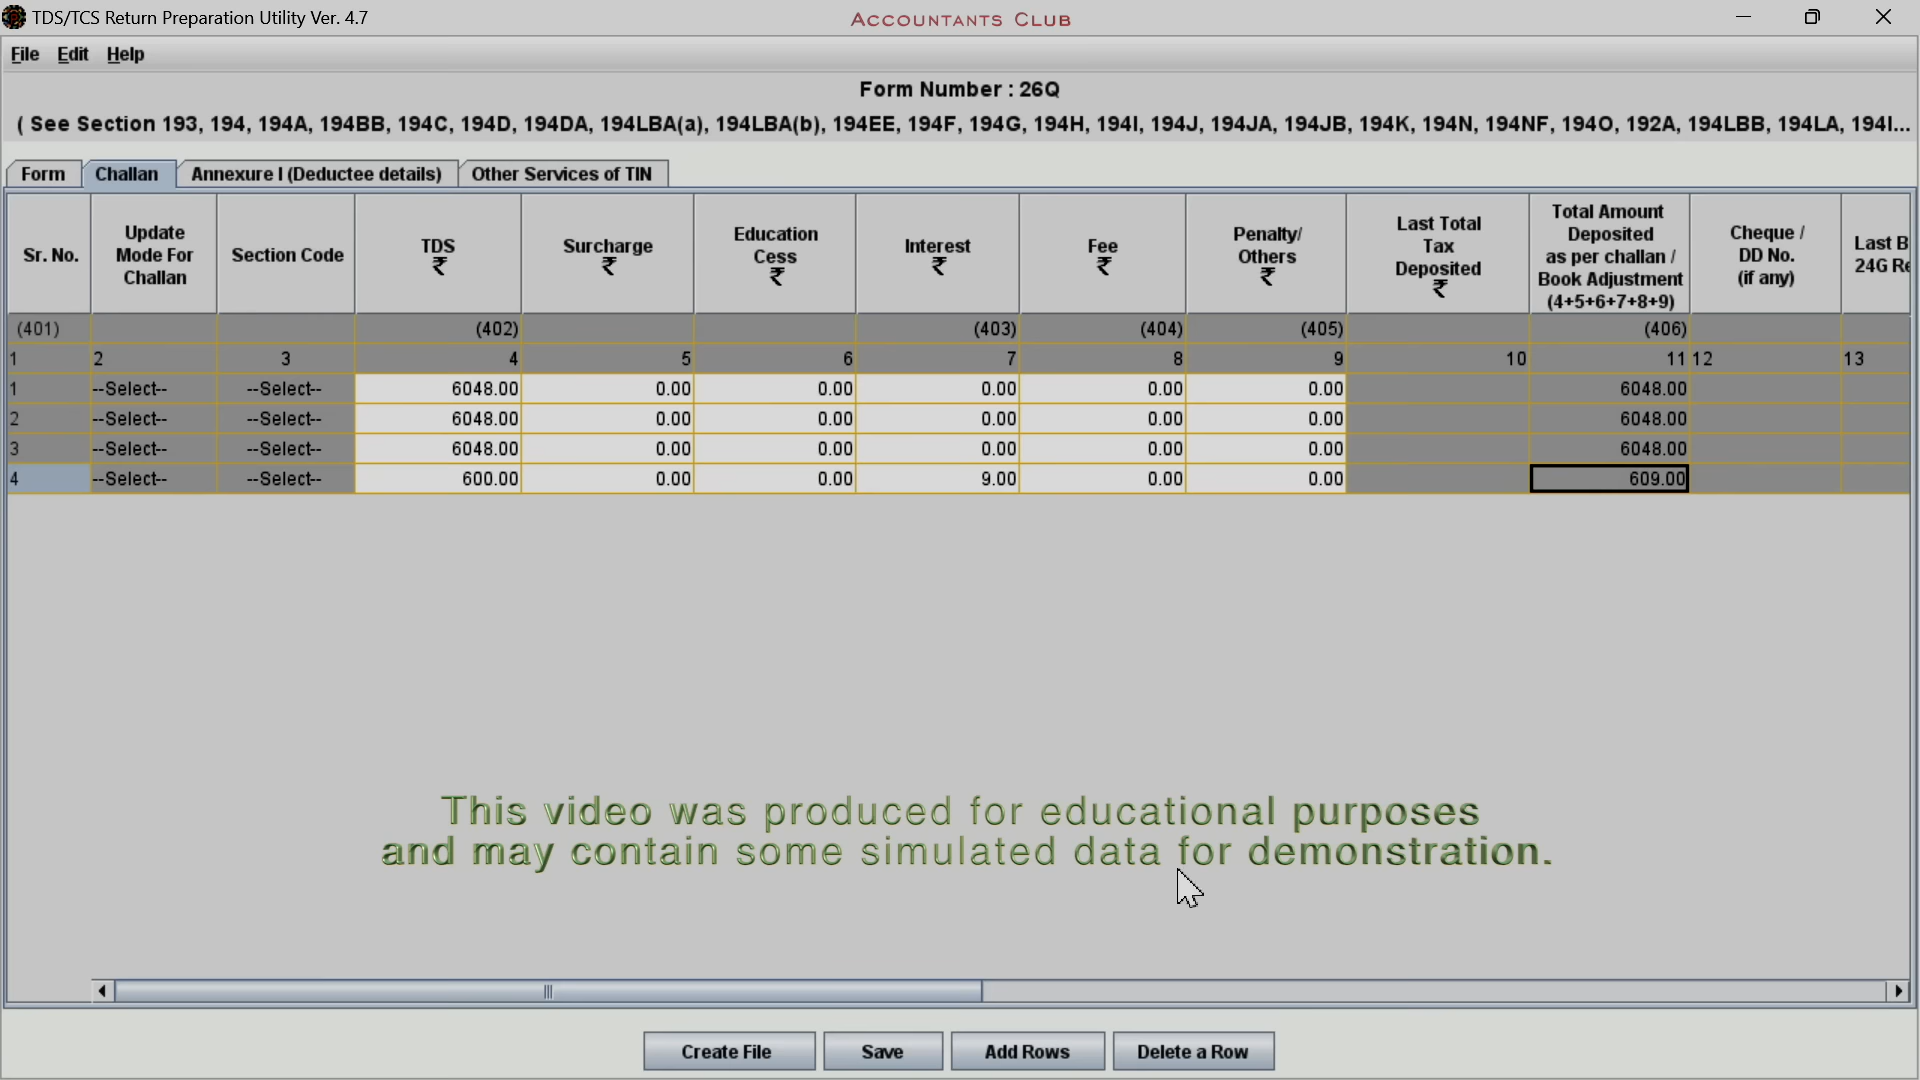 TDS/TCS Return Preparation Utility Ver. 4.7
Accountants Club
File Edit Help
Form Number : 26Q
( See Section 193, 194, 194A, 194BB, 194C, 194D, 194DA, 194LBA(a), 194LBA(b), 194EE, 194F, 194G, 194H, 194I, 194J, 194JA, 194JB, 194K, 194N, 194NF, 194O, 192A, 194LBB, 194LA, 194I...
Form Challan Annexure I (Deductee details) Other Services of TIN
Sr. No.
Update
Mode For
Challan
Section Code
TDS
₹
Surcharge
₹
Education
Cess
₹
Interest
₹
Fee
₹
Penalty/
Others
₹
Last Total
Tax
Deposited
₹
Total Amount
Deposited
as per challan /
Book Adjustment
(4+5+6+7+8+9)
Cheque /
DD No.
(if any)
Last B
24G Re
(401) (402) (403) (404) (405) (406)
1 2 3 4 5 6 7 8 9 10 11 12 13
1 --Select-- --Select-- 6048.00 0.00 0.00 0.00 0.00 0.00 6048.00
2 --Select-- --Select-- 6048.00 0.00 0.00 0.00 0.00 0.00 6048.00
3 --Select-- --Select-- 6048.00 0.00 0.00 0.00 0.00 0.00 6048.00
4 --Select-- --Select-- 600.00 0.00 0.00 9.00 0.00 0.00 609.00
This video was produced for educational purposes
and may contain some simulated data for demonstration.
Create File Save Add Rows Delete a Row